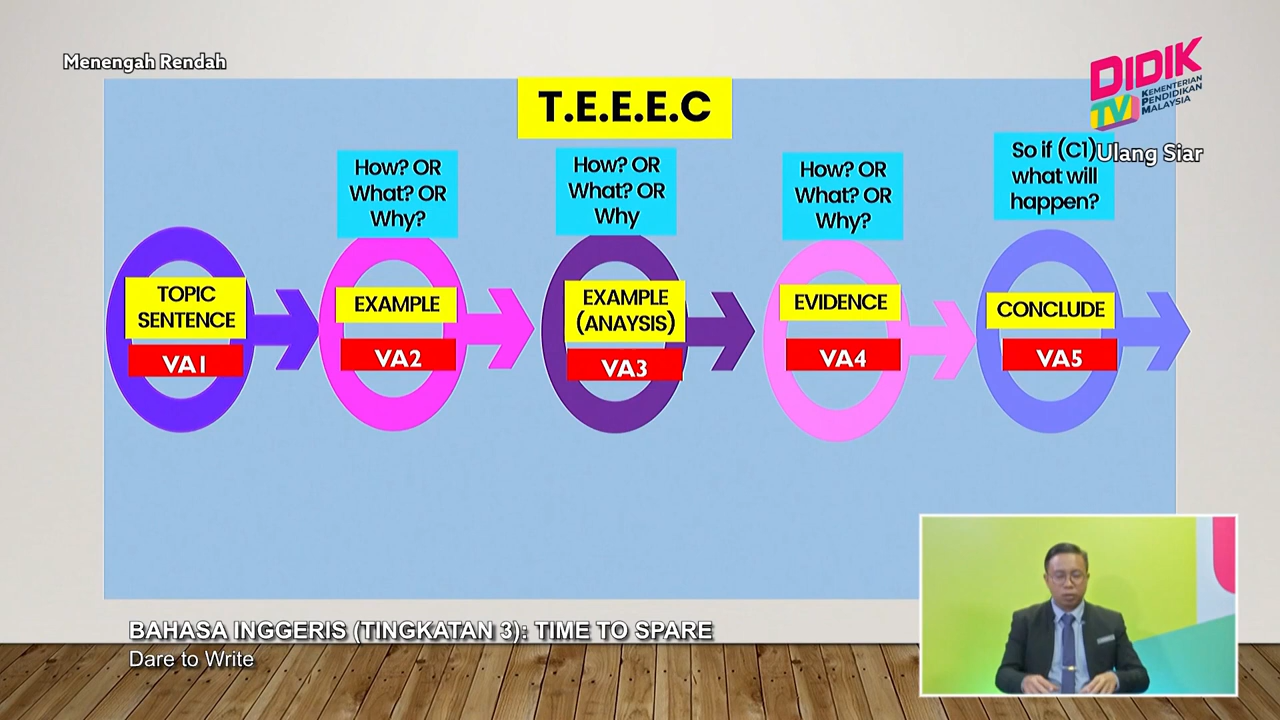 Menengah Rendah
DIDIK
TV
KEMENTERIAN
PENDIDIKAN
MALAYSIA
Ulang Siar
T.E.E.E.C
How? OR
What? OR
Why?
How? OR
What? OR
Why
How? OR
What? OR
Why?
So if (C1)
what will
happen?
TOPIC
SENTENCE
VA1
EXAMPLE
VA2
EXAMPLE
(ANAYSIS)
VA3
EVIDENCE
VA4
CONCLUDE
VA5
BAHASA INGGERIS (TINGKATAN 3): TIME TO SPARE
Dare to Write